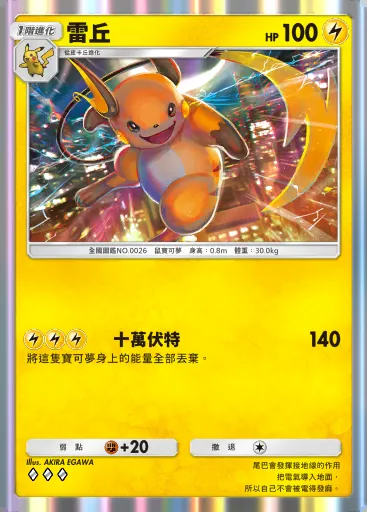 1階進化 雷丘 HP 100
從皮卡丘進化
全國圖鑑NO.0026 鼠寶可夢 身高：0.8m 體重：30.0kg
十萬伏特 140
將這隻寶可夢身上的能量全部丟棄。
弱點 +20 撤退
Illus. AKIRA EGAWA
尾巴會發揮接地線的作用
把電氣導入地面，
所以自己不會被電得發麻。